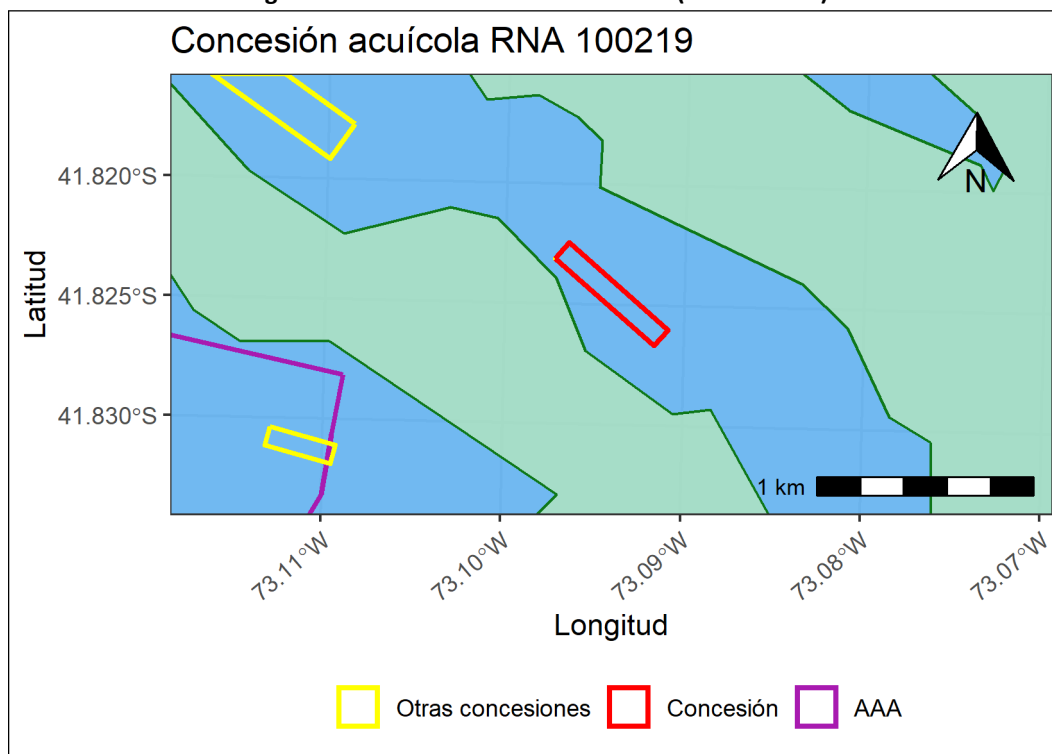 Concesión acuícola RNA 100219
41.820°S
41.825°S
41.830°S
Latitud
N
1 km
73.11°W
73.10°W
73.09°W
73.08°W
73.07°W
Longitud
Otras concesiones
Concesión
AAA